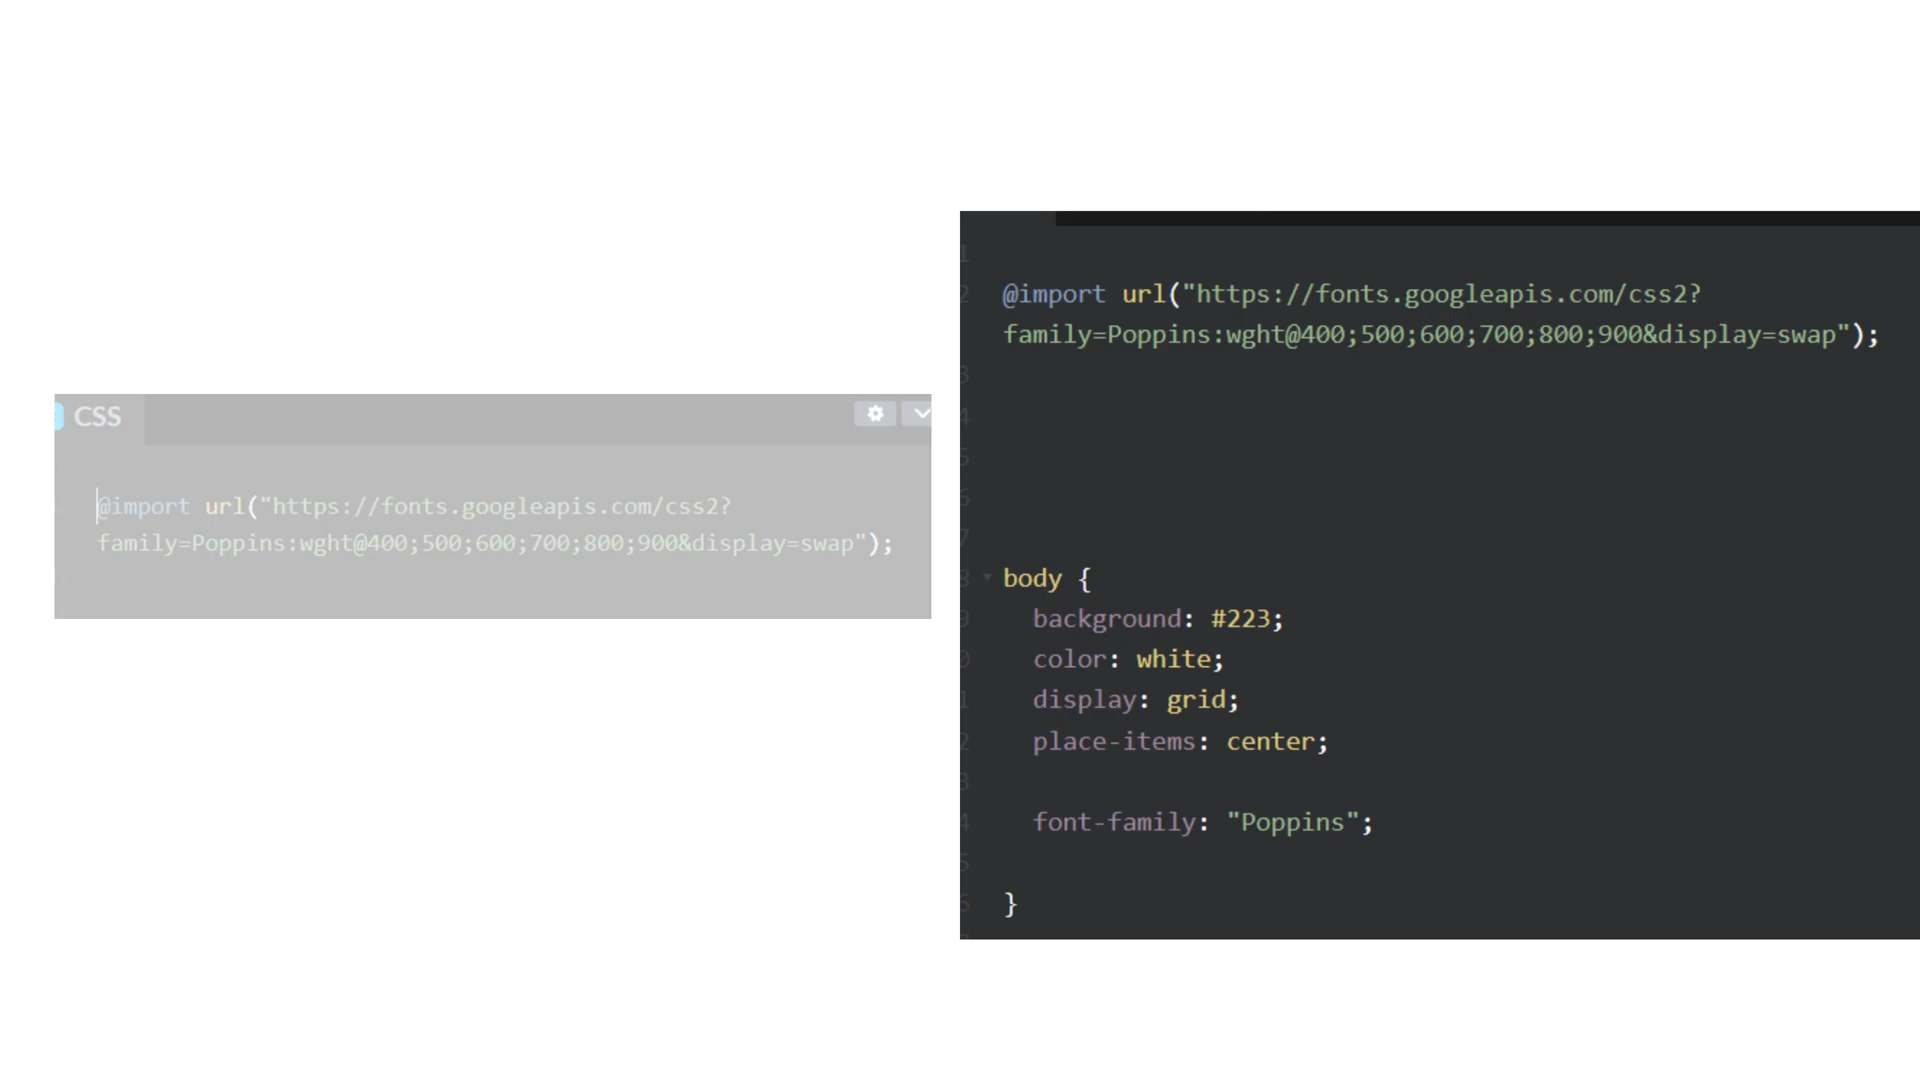 CSS
@import url("https://fonts.googleapis.com/css2?
family=Poppins:wght@400;500;600;700;800;900&display=swap");
@import url("https://fonts.googleapis.com/css2?
family=Poppins:wght@400;500;600;700;800;900&display=swap");
body {
background: #223;
color: white;
display: grid;
place-items: center;
font-family: "Poppins";
}